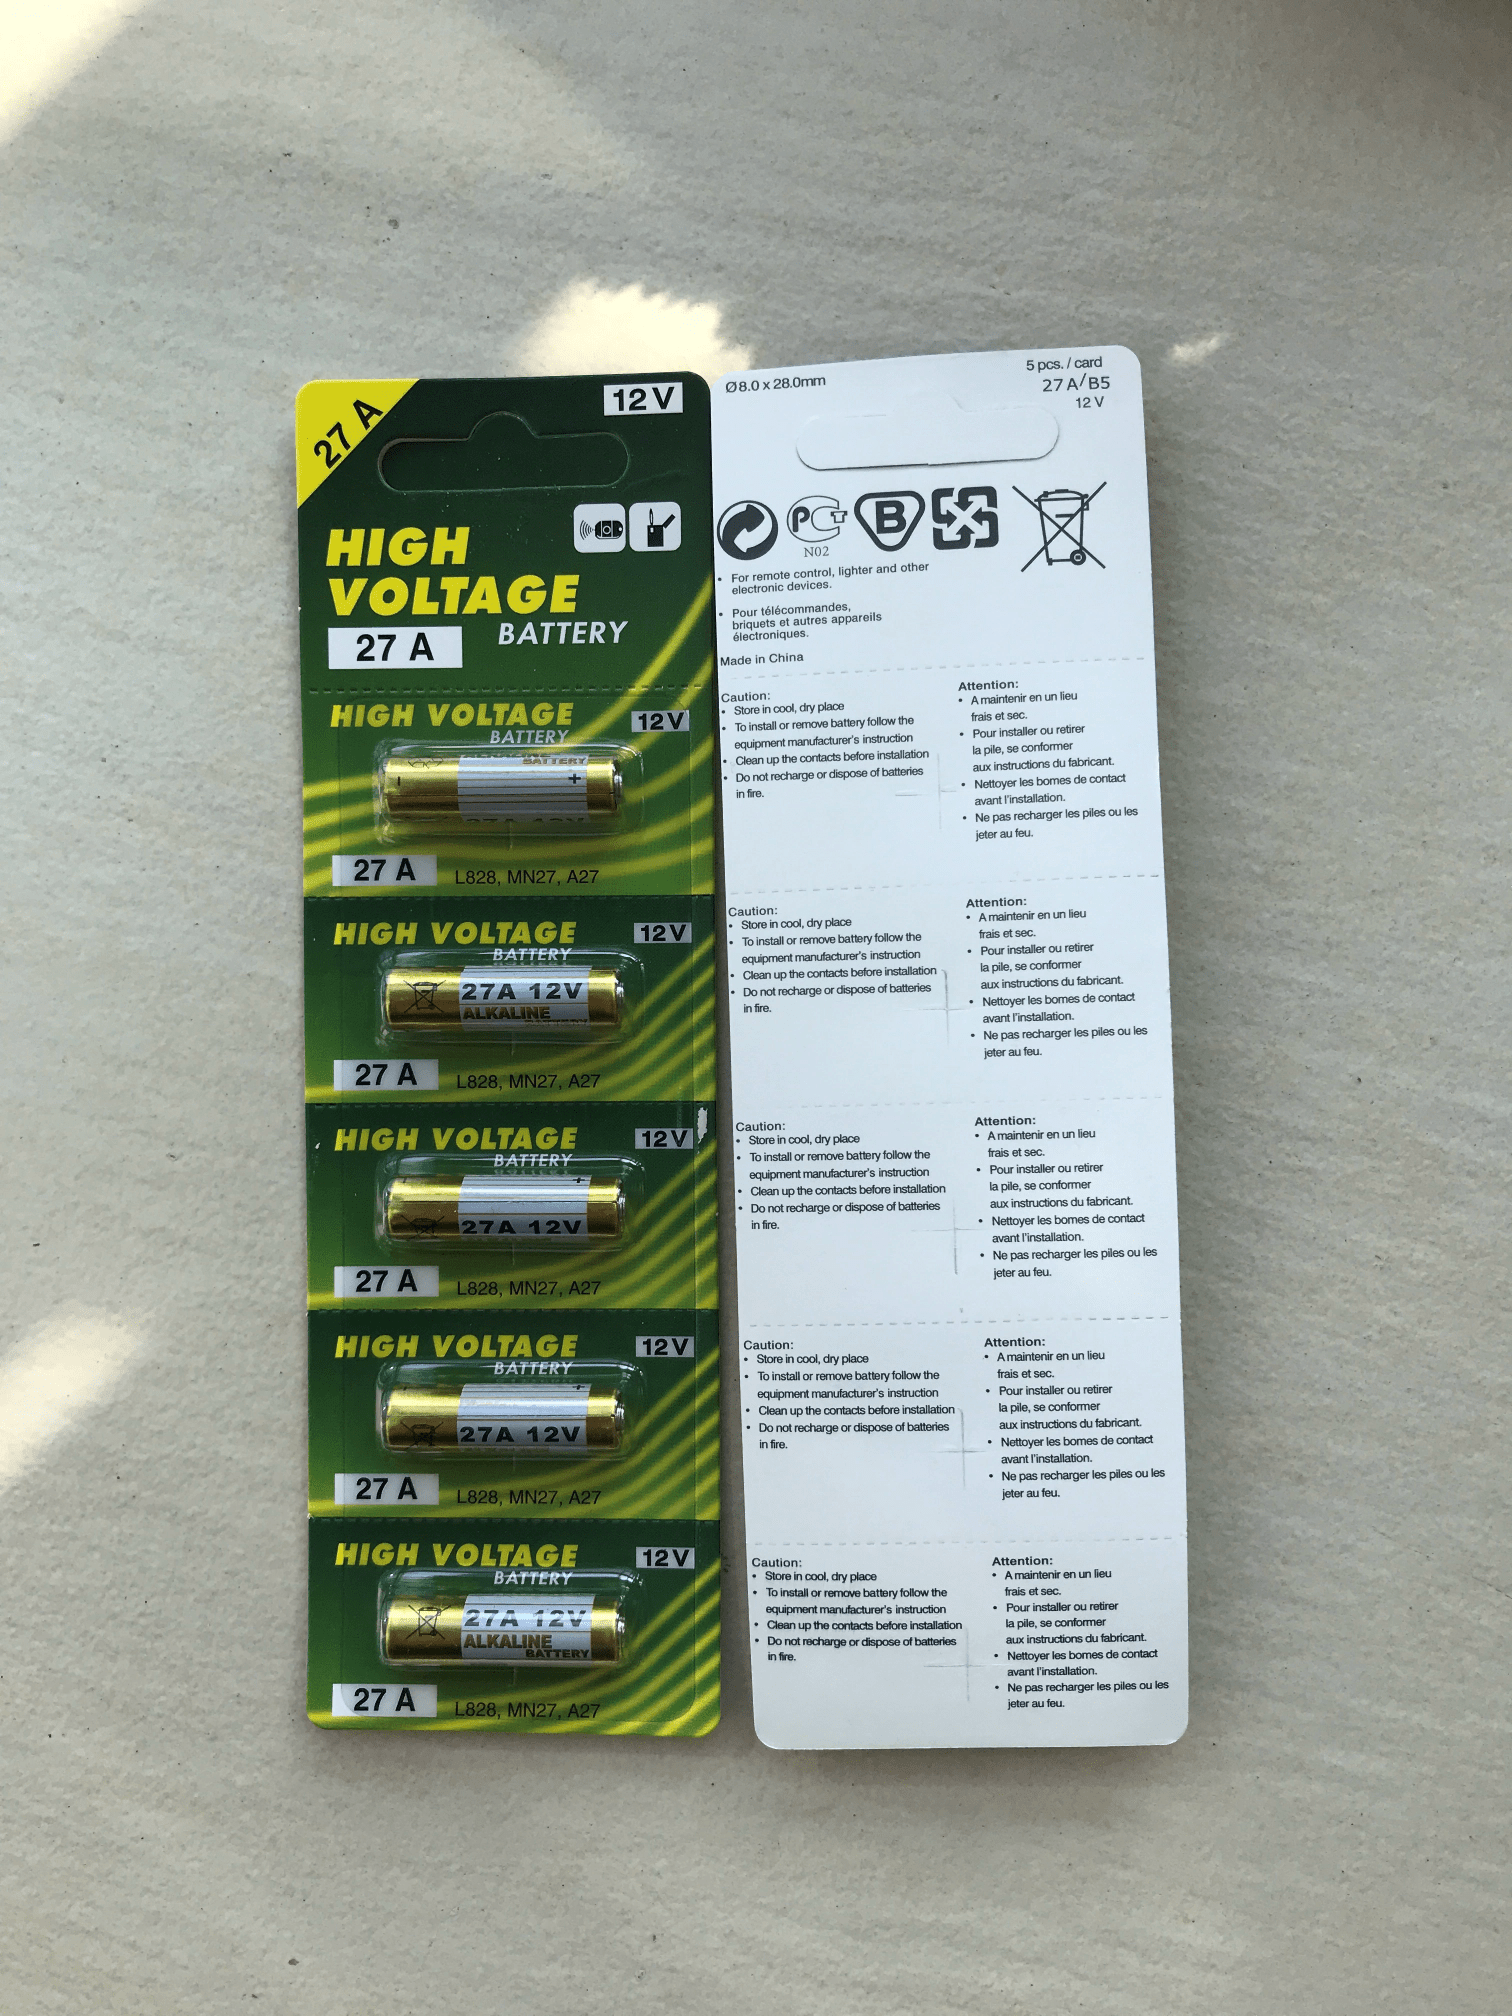 27 A
12 V
HIGH
VOLTAGE
BATTERY
27 A
HIGH VOLTAGE
BATTERY
12 V
BATTERY
- +
27A 12V
27 A
L828, MN27, A27
HIGH VOLTAGE
BATTERY
12 V
27A 12V
ALKALINE
BATTERY
27 A
L828, MN27, A27
HIGH VOLTAGE
BATTERY
12 V
+
27A 12V
27 A
L828, MN27, A27
HIGH VOLTAGE
BATTERY
12 V
+
27A 12V
27 A
L828, MN27, A27
HIGH VOLTAGE
BATTERY
12 V
27A 12V
ALKALINE
BATTERY
27 A
L828, MN27, A27
Ø8.0 x 28.0mm
5 pcs. / card
27 A/B5
12 V
PCT
N02
B
• For remote control, lighter and other
electronic devices.
• Pour télécommandes,
briquets et autres appareils
électroniques.
Made in China
Caution:
• Store in cool, dry place
• To install or remove battery follow the
equipment manufacturer's instruction
• Clean up the contacts before installation
• Do not recharge or dispose of batteries
in fire.
Attention:
• A maintenir en un lieu
frais et sec.
• Pour installer ou retirer
la pile, se conformer
aux instructions du fabricant.
• Nettoyer les bornes de contact
avant l'installation.
• Ne pas recharger les piles ou les
jeter au feu.
Caution:
• Store in cool, dry place
• To install or remove battery follow the
equipment manufacturer's instruction
• Clean up the contacts before installation
• Do not recharge or dispose of batteries
in fire.
Attention:
• A maintenir en un lieu
frais et sec.
• Pour installer ou retirer
la pile, se conformer
aux instructions du fabricant.
• Nettoyer les bornes de contact
avant l'installation.
• Ne pas recharger les piles ou les
jeter au feu.
Caution:
• Store in cool, dry place
• To install or remove battery follow the
equipment manufacturer's instruction
• Clean up the contacts before installation
• Do not recharge or dispose of batteries
in fire.
Attention:
• A maintenir en un lieu
frais et sec.
• Pour installer ou retirer
la pile, se conformer
aux instructions du fabricant.
• Nettoyer les bornes de contact
avant l'installation.
• Ne pas recharger les piles ou les
jeter au feu.
Caution:
• Store in cool, dry place
• To install or remove battery follow the
equipment manufacturer's instruction
• Clean up the contacts before installation
• Do not recharge or dispose of batteries
in fire.
Attention:
• A maintenir en un lieu
frais et sec.
• Pour installer ou retirer
la pile, se conformer
aux instructions du fabricant.
• Nettoyer les bornes de contact
avant l'installation.
• Ne pas recharger les piles ou les
jeter au feu.
Caution:
• Store in cool, dry place
• To install or remove battery follow the
equipment manufacturer's instruction
• Clean up the contacts before installation
• Do not recharge or dispose of batteries
in fire.
Attention:
• A maintenir en un lieu
frais et sec.
• Pour installer ou retirer
la pile, se conformer
aux instructions du fabricant.
• Nettoyer les bornes de contact
avant l'installation.
• Ne pas recharger les piles ou les
jeter au feu.